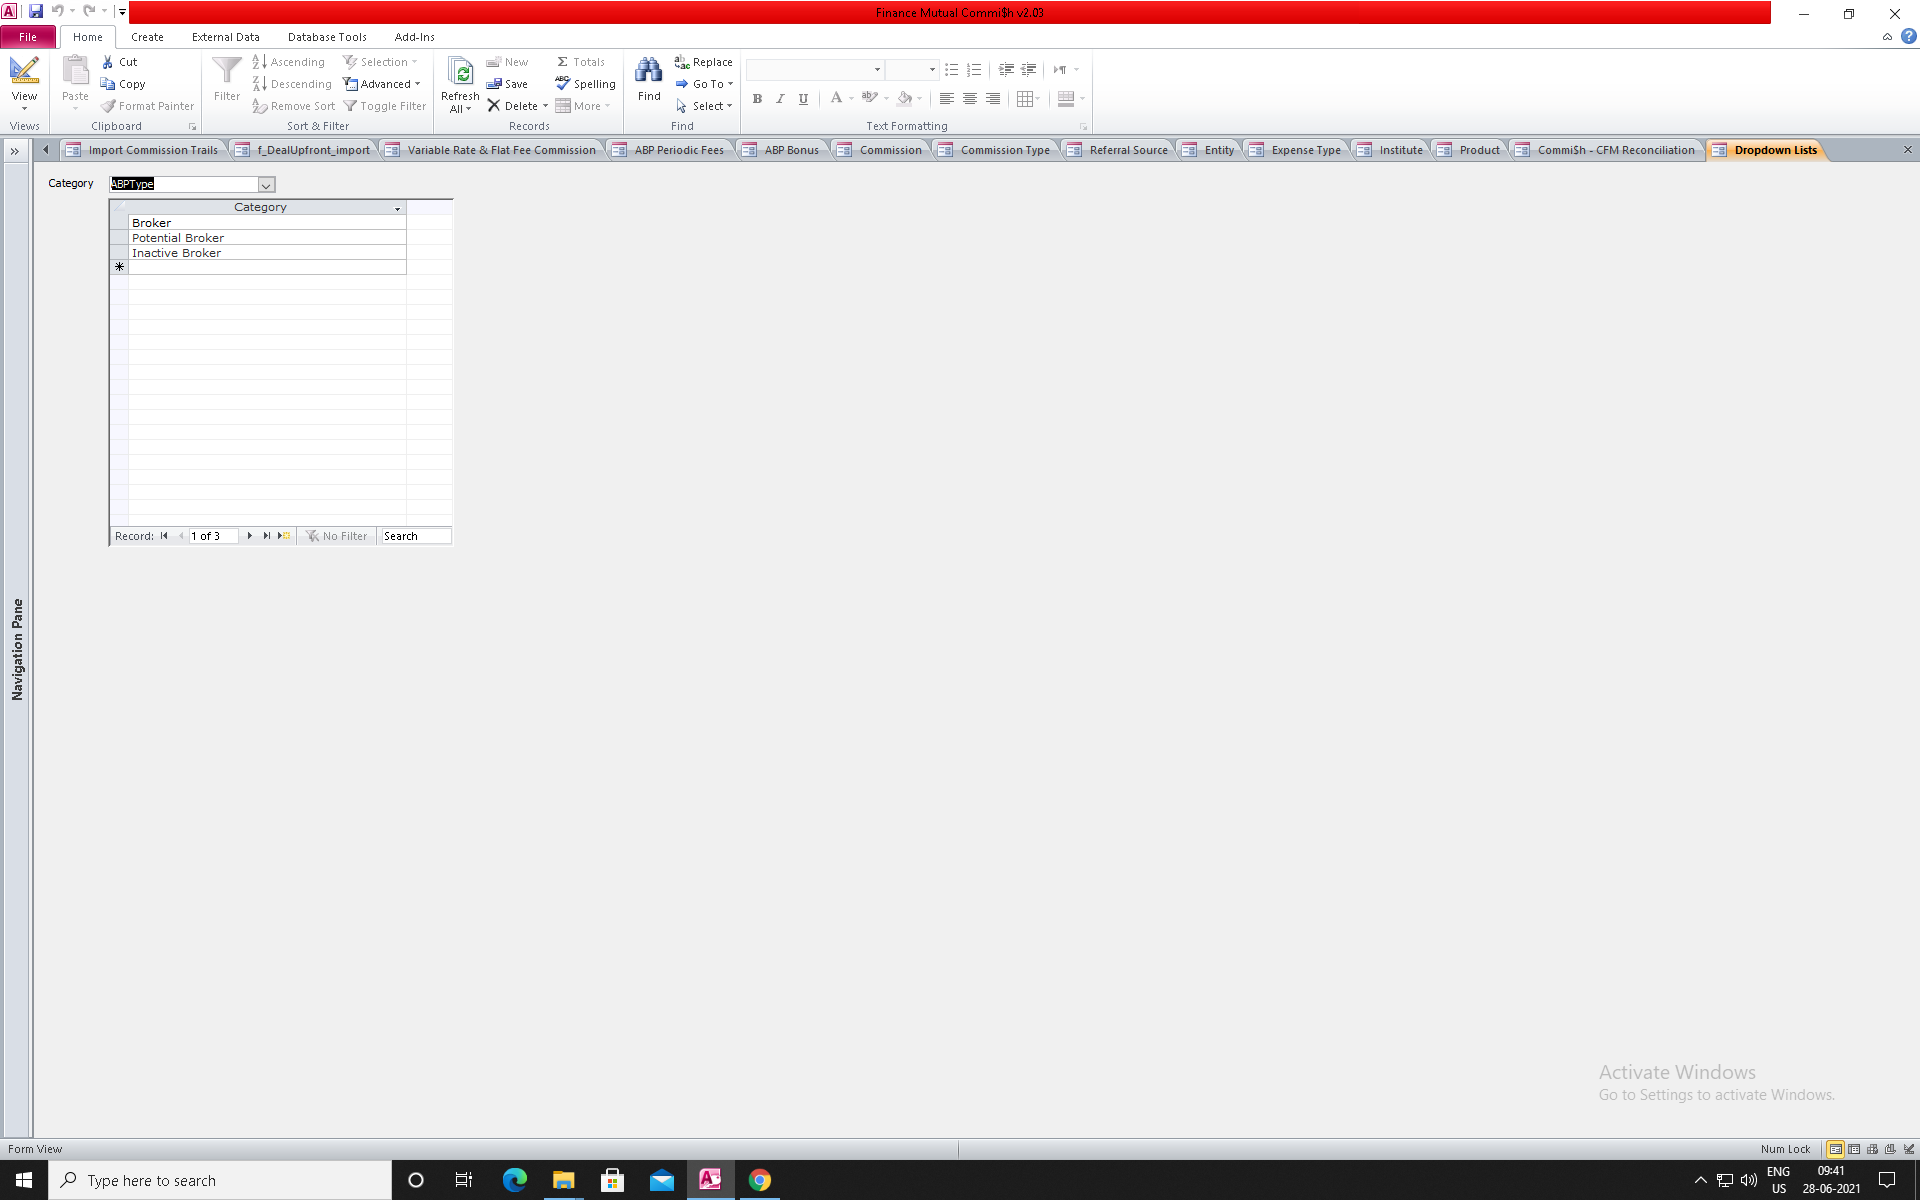 Finance Mutual Commi$h v2.03
File Home Create External Data Database Tools Add-Ins
View
Views
Paste
Cut
Copy
Format Painter
Clipboard
Filter
Ascending
Descending
Remove Sort
Selection
Advanced
Toggle Filter
Sort & Filter
Refresh
All
New
Save
Delete
Totals
Spelling
More
Records
Find
Replace
Go To
Select
Find
B I U A
Text Formatting
Import Commission Trails f_DealUpfront_import Variable Rate & Flat Fee Commission ABP Periodic Fees ABP Bonus Commission Commission Type Referral Source Entity Expense Type Institute Product Commi$h - CFM Reconciliation Dropdown Lists
Category ABPType
Category
Broker
Potential Broker
Inactive Broker
Record: 1 of 3 No Filter Search
Navigation Pane
Activate Windows
Go to Settings to activate Windows.
Form View Num Lock
Type here to search
ENG
US
09:41
28-06-2021